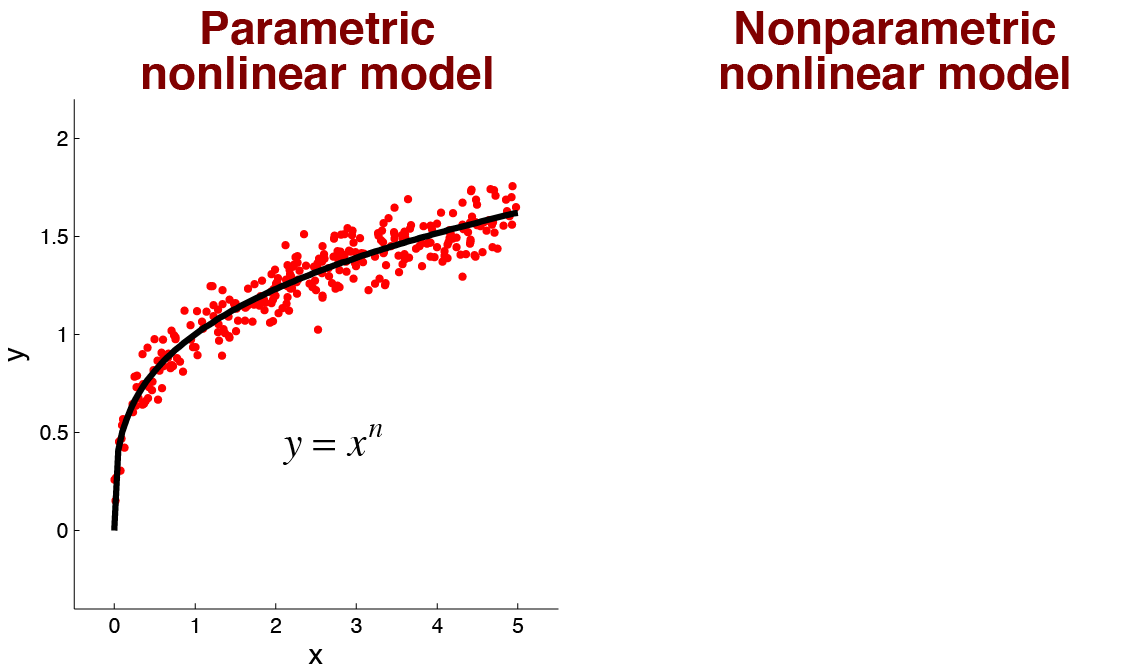 Parametric
nonlinear model
Nonparametric
nonlinear model
2
1.5
1
0.5
0
y
y = xⁿ
0 1 2 3 4 5
x